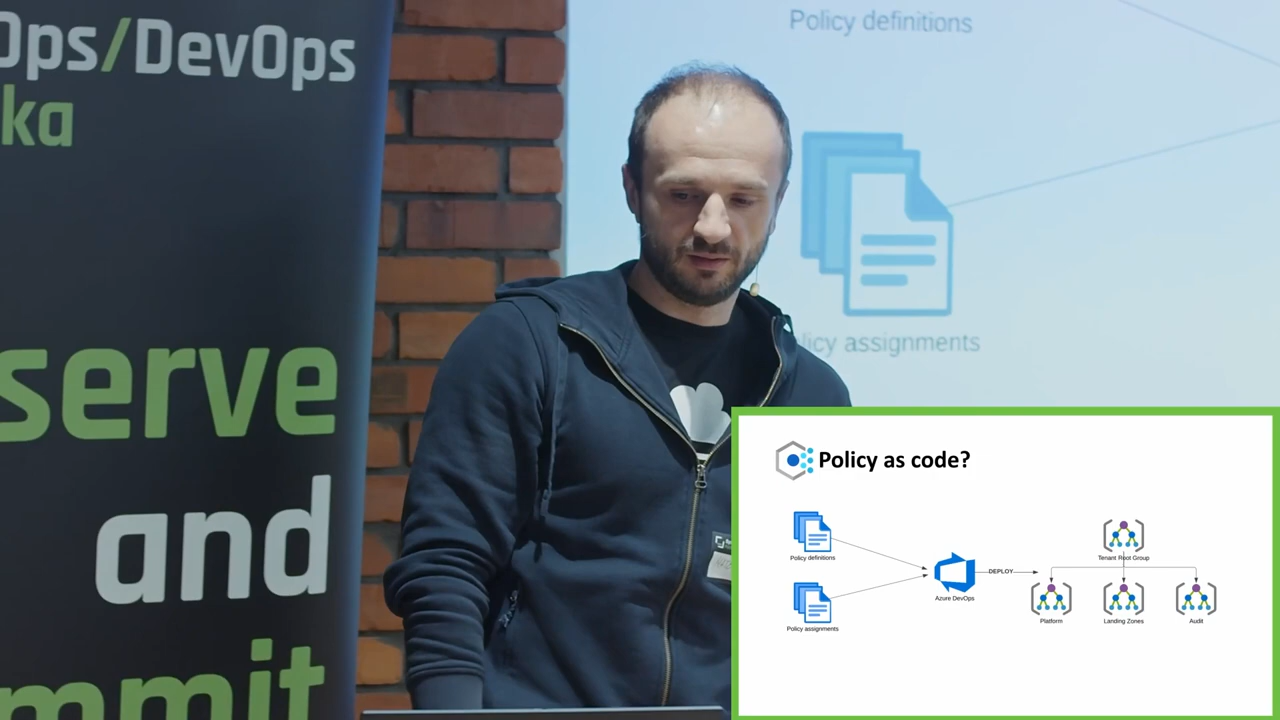 Ops/DevOps
ka
serve
and
mmit
Policy definitions
licy assignments
Policy as code?
Policy definitions
Policy assignments
Azure DevOps
DEPLOY
Tenant Root Group
Platform
Landing Zones
Audit